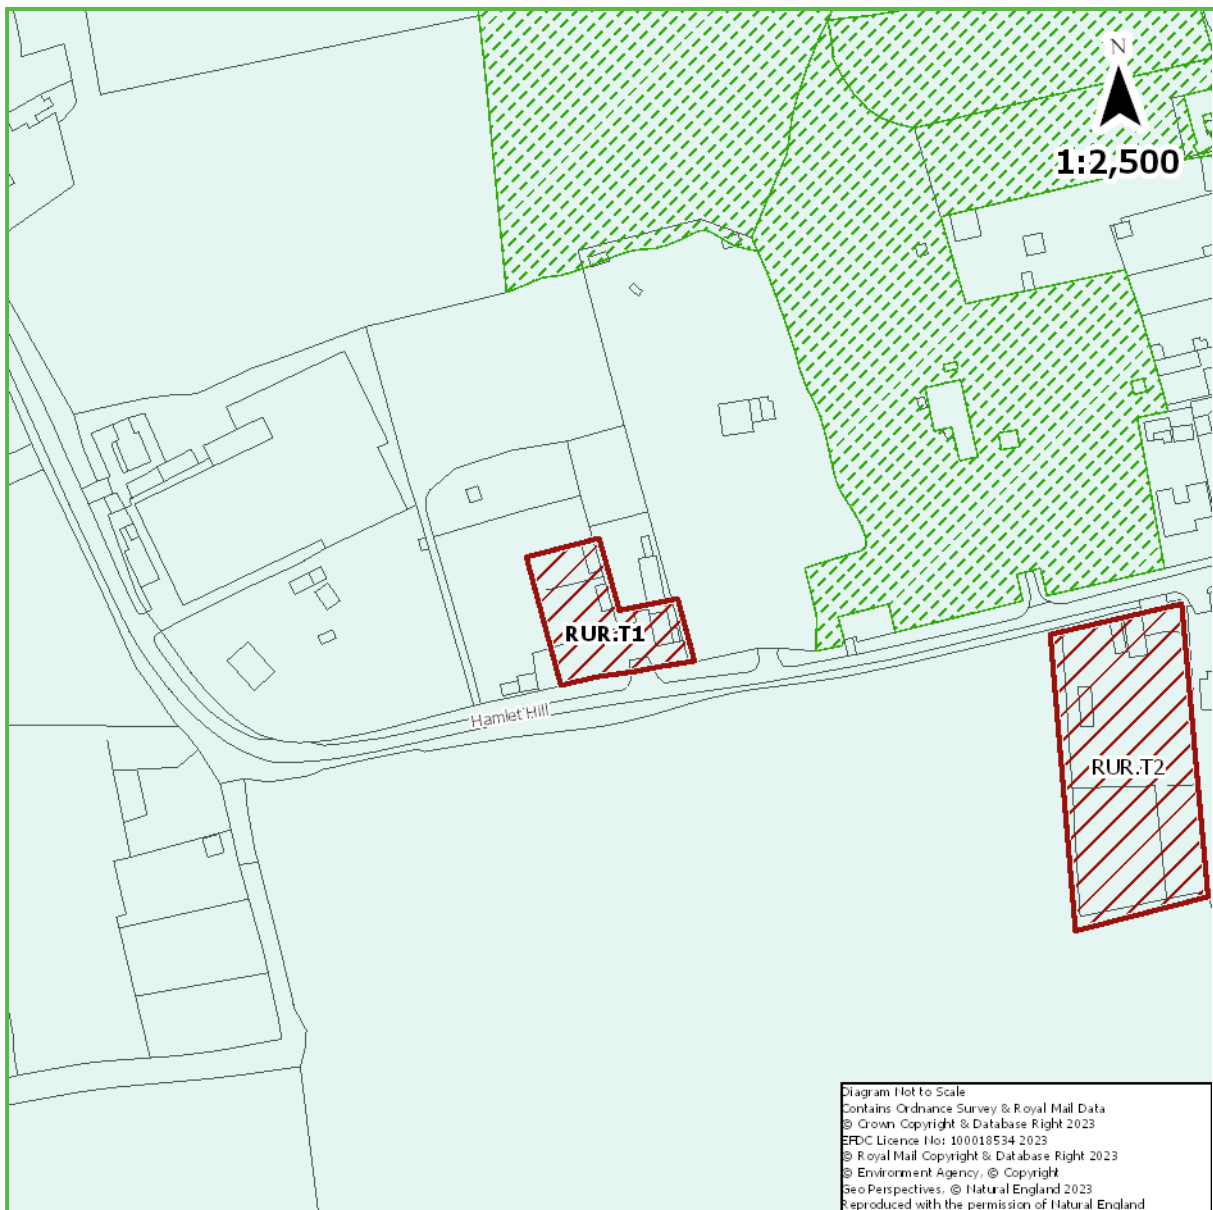 N
1:2,500
RUR.T1
Hamlet Hill
RUR.T2
Diagram Not to Scale
Contains Ordnance Survey & Royal Mail Data
© Crown Copyright & Database Right 2023
EFDC Licence No: 100018534 2023
© Royal Mail Copyright & Database Right 2023
© Environment Agency, © Copyright
Geo Perspectives, © Natural England 2023
Reproduced with the permission of Natural England